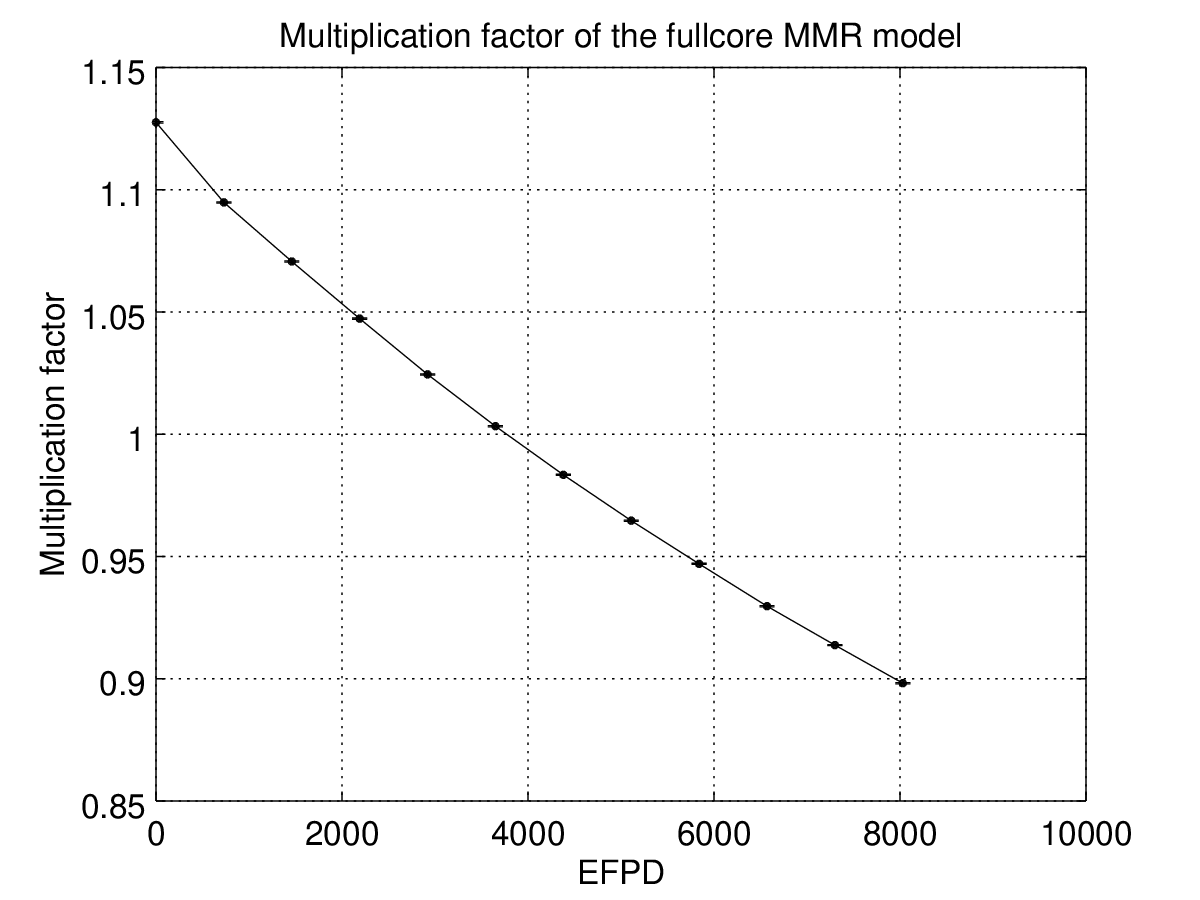 Multiplication factor of the fullcore MMR model
1.15
1.1
1.05
1
0.95
0.9
0.85
Multiplication factor
0 2000 4000 6000 8000 10000
EFPD